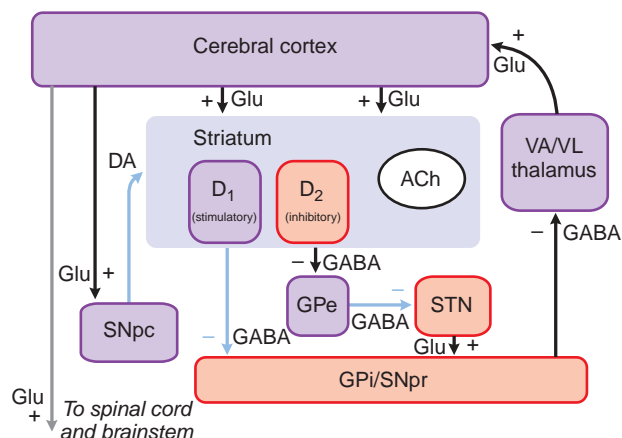 Cerebral cortex
+
Glu
+ Glu
+ Glu
Striatum
VA/VL
thalamus
DA
D1
(stimulatory)
D2
(inhibitory)
ACh
– GABA
– GABA
Glu +
SNpc
GPe
–
GABA
STN
– GABA
Glu +
GPi/SNpr
Glu
+
To spinal cord
and brainstem